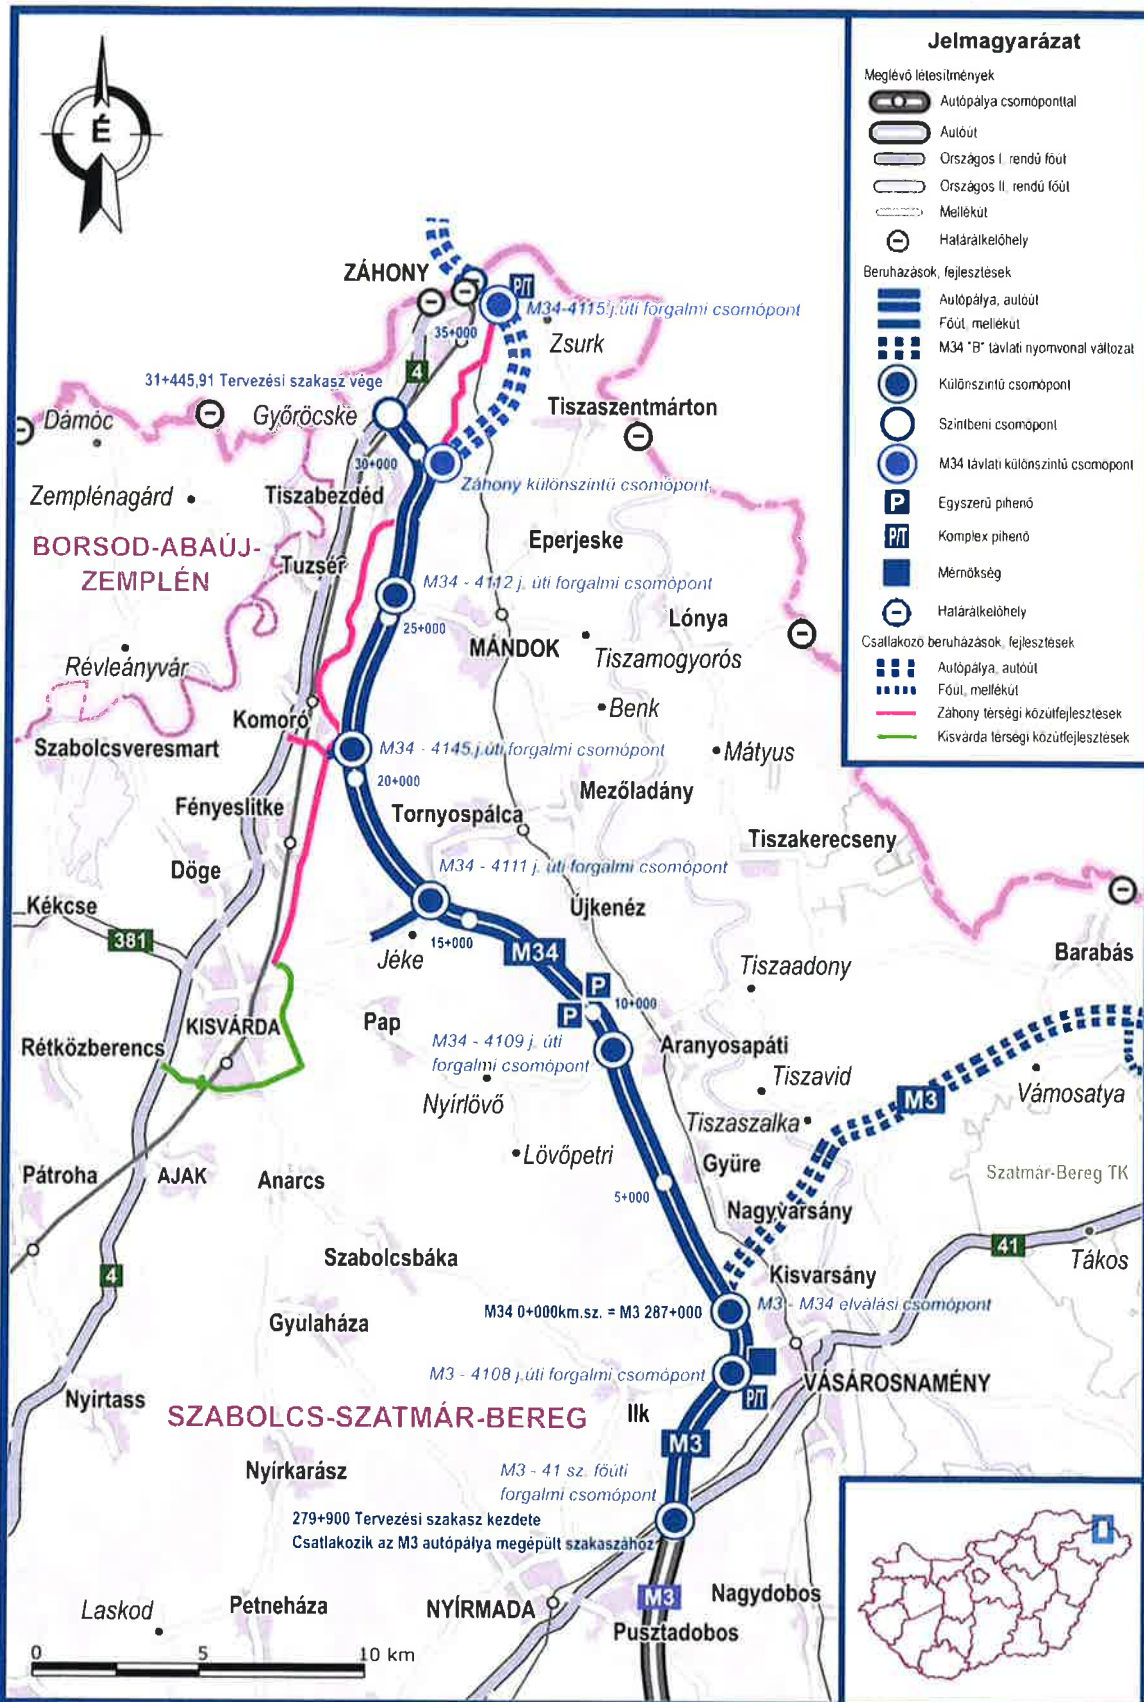 Jelmagyarázat
Meglévő létesítmények
Autópálya csomóponttal
Autóút
Országos I. rendű főút
Országos II. rendű főút
Mellékút
Határátkelőhely
Beruházások, fejlesztések
Autópálya, autóút
Főút, mellékút
M34 "B" távlati nyomvonal változat
Különszintű csomópont
Szintbeni csomópont
M34 távlati különszintű csomópont
P
Egyszerű pihenő
P/T
Komplex pihenő
Mérnökség
Határátkelőhely
Csatlakozó beruházások, fejlesztések
Autópálya, autóút
Főút, mellékút
Záhony térségi közútfejlesztések
Kisvárda térségi közútfejlesztések
É
ZÁHONY
P/T
M34-4115 j. úti forgalmi csomópont
35+000
Zsurk
4
31+445,91 Tervezési szakasz vége
Győröcske
Tiszaszentmárton
Dámóc
30+000
Záhony különszintű csomópont
Zemplénagárd
Tiszabezdéd
BORSOD-ABAÚJ-
ZEMPLÉN
Eperjeske
Tuzsér
M34 - 4112 j. úti forgalmi csomópont
25+000
Lónya
MÁNDOK
Tiszamogyorós
Révleányvár
Benk
Komoró
Szabolcsveresmart
M34 - 4145 j. úti forgalmi csomópont
Mátyus
20+000
Mezőladány
Fényeslitke
Tornyospálca
Tiszakerecseny
Döge
M34 - 4111 j. úti forgalmi csomópont
Kékcse
Újkenéz
381
15+000
Jéke
M34
Barabás
Tiszaadony
P
P
10+000
KISVÁRDA
Pap
M34 - 4109 j. úti
forgalmi csomópont
Aranyosapáti
Rétközberencs
Tiszavid
Vámosatya
M3
Nyírlövő
Tiszaszalka
Lövőpetri
Gyüre
Pátroha
AJAK
Anarcs
Szatmár-Bereg TK
5+000
Nagyvarsány
41
Szabolcsbáka
Tákos
4
Kisvarsány
M34 0+000km.sz. = M3 287+000
M3 - M34 elválási csomópont
Gyulaháza
M3 - 4108 j. úti forgalmi csomópont
P/T
VÁSÁROSNAMÉNY
Nyírtass
SZABOLCS-SZATMÁR-BEREG
Ilk
M3
Nyírkarász
M3 - 41 sz. főúti
forgalmi csomópont
279+900 Tervezési szakasz kezdete
Csatlakozik az M3 autópálya megépült szakaszához
Laskod
Petneháza
NYÍRMADA
M3
Nagydobos
Pusztadobos
0 5 10 km